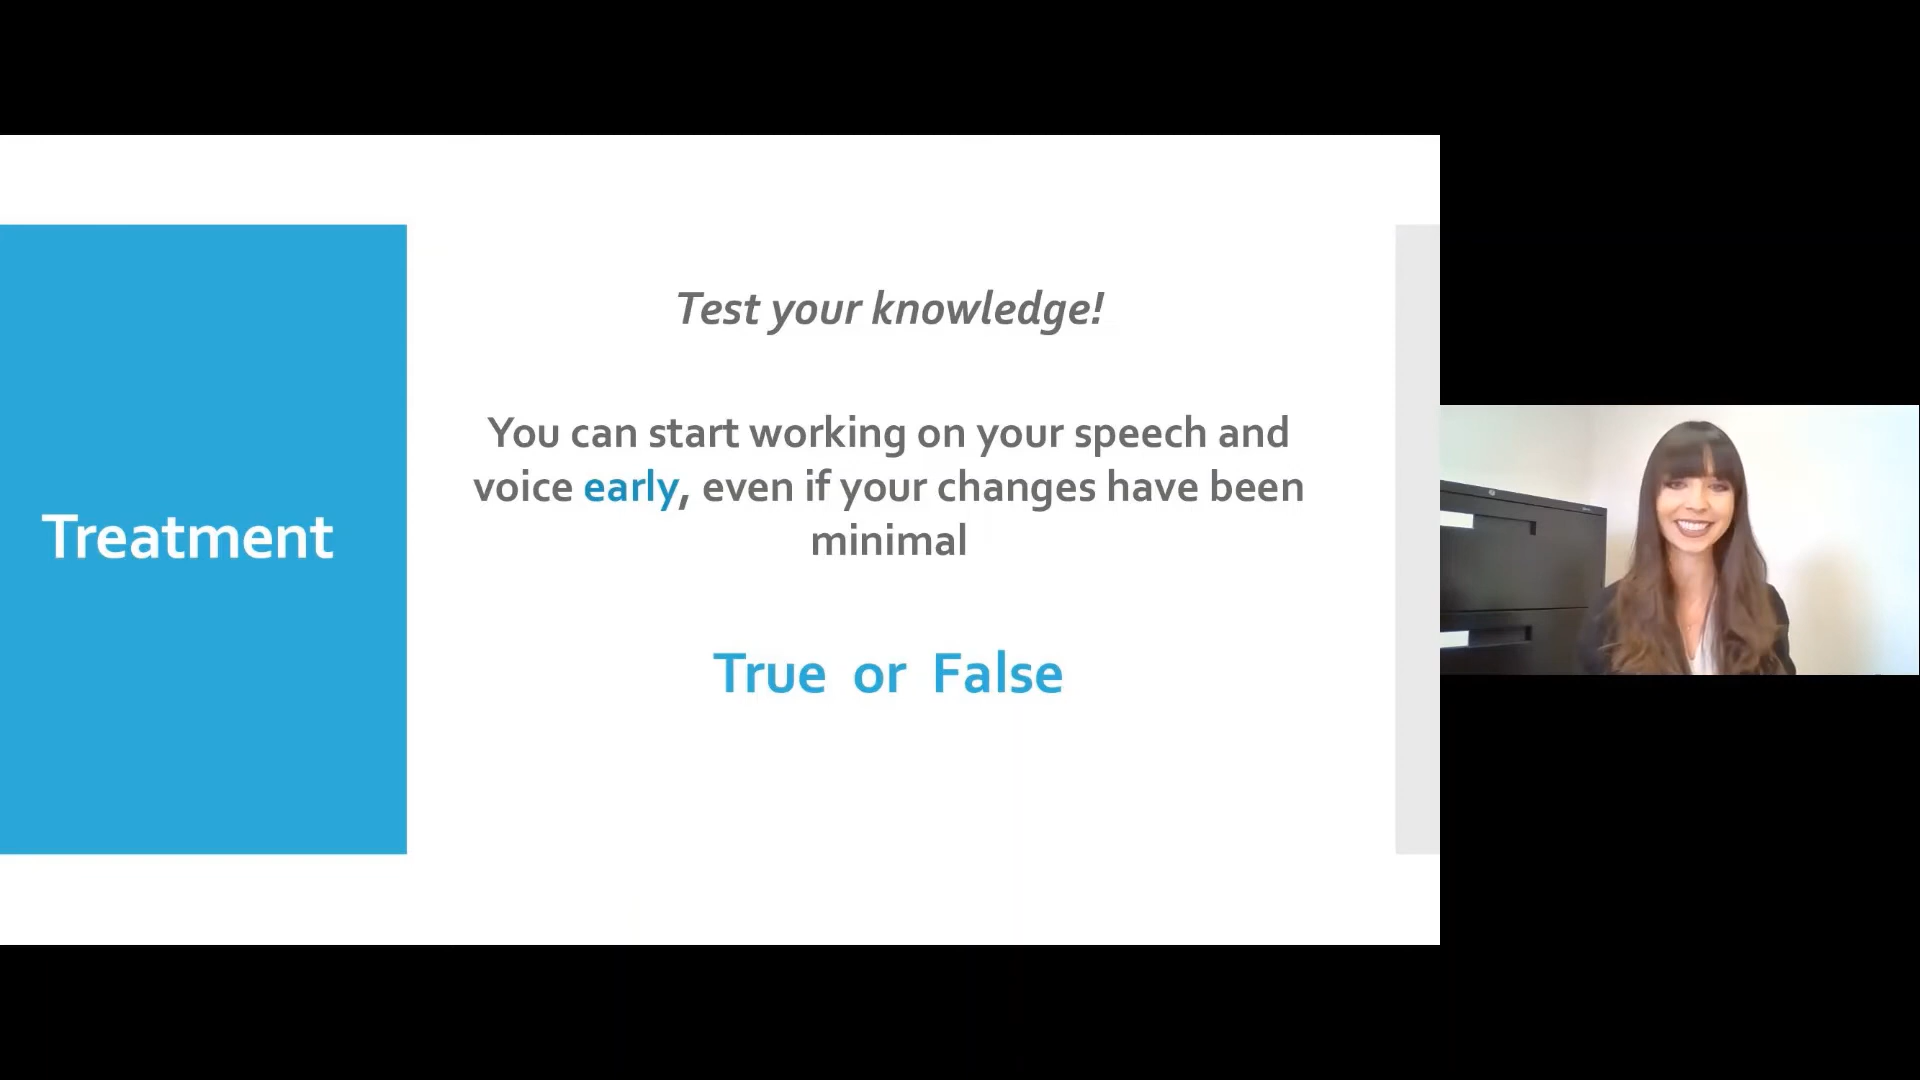 Treatment
Test your knowledge!
You can start working on your speech and
voice early, even if your changes have been
minimal
True or False